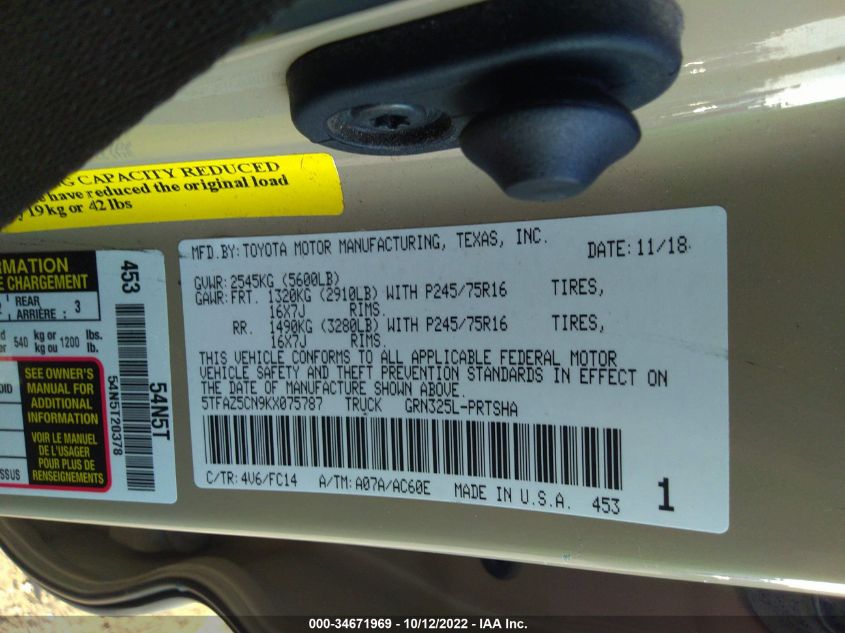 CAPACITY REDUCED
have reduced the original load
19 kg or 42 lbs
MFD.BY: TOYOTA MOTOR MANUFACTURING, TEXAS, INC. DATE: 11/18
GVWR: 2545KG (5600LB)
GAWR: FRT. 1320KG (2910LB) WITH P245/75R16 TIRES,
16X7J RIMS.
RR. 1490KG (3280LB) WITH P245/75R16 TIRES,
16X7J RIMS.
THIS VEHICLE CONFORMS TO ALL APPLICABLE FEDERAL MOTOR
VEHICLE SAFETY AND THEFT PREVENTION STANDARDS IN EFFECT ON
THE DATE OF MANUFACTURE SHOWN ABOVE.
5TFAZ5CN9KX075787 TRUCK GRN325L-PRTSHA
C/TR: 4V6/FC14 A/TM: A07A/AC60E MADE IN U.S.A. 453 1
CHARGEMENT
REAR
ARRIÈRE : 3
540 kg or 1200 lbs.
kg ou lb.
SEE OWNER'S
MANUAL FOR
ADDITIONAL
INFORMATION
VOIR LE MANUEL
DE L'USAGER
POUR PLUS DE
RENSEIGNEMENTS
453
54N5T20378
54N5T
000-34671969 - 10/12/2022 - IAA Inc.